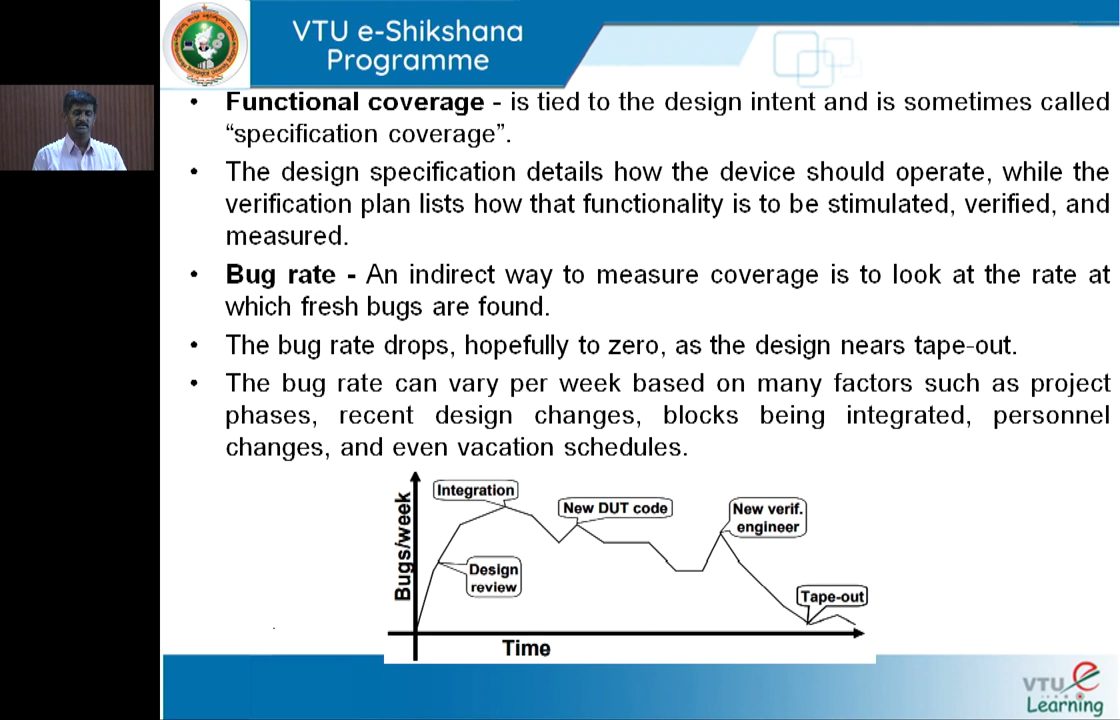 VTU e-Shikshana
Programme
• Functional coverage - is tied to the design intent and is sometimes called
“specification coverage”.
• The design specification details how the device should operate, while the
verification plan lists how that functionality is to be stimulated, verified, and
measured.
• Bug rate - An indirect way to measure coverage is to look at the rate at
which fresh bugs are found.
• The bug rate drops, hopefully to zero, as the design nears tape-out.
• The bug rate can vary per week based on many factors such as project
phases, recent design changes, blocks being integrated, personnel
changes, and even vacation schedules.
Bugs/week
Integration
New DUT code
New verif.
engineer
Design
review
Tape-out
Time
VTU e
Learning